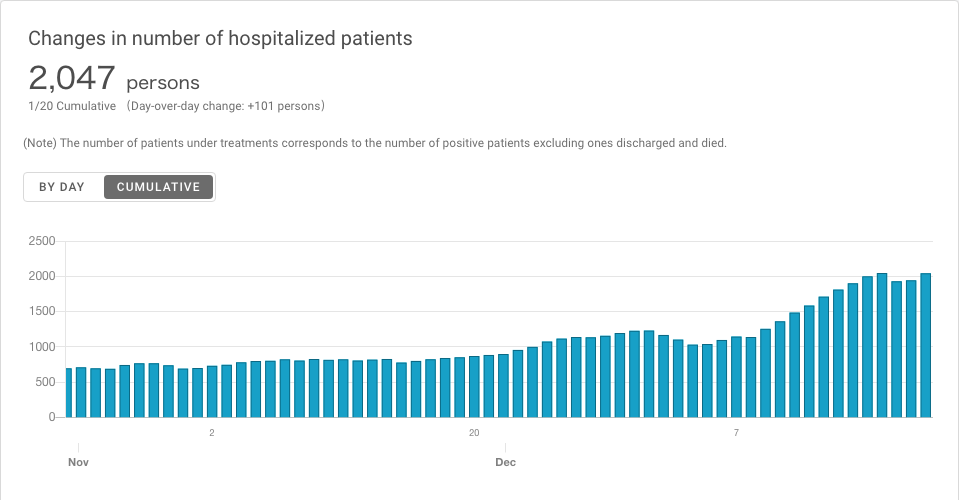 Changes in number of hospitalized patients
2,047 persons
1/20 Cumulative (Day-over-day change: +101 persons)
(Note) The number of patients under treatments corresponds to the number of positive patients excluding ones discharged and died.
BY DAY CUMULATIVE
2500
2000
1500
1000
500
0
2 20 7
Nov Dec